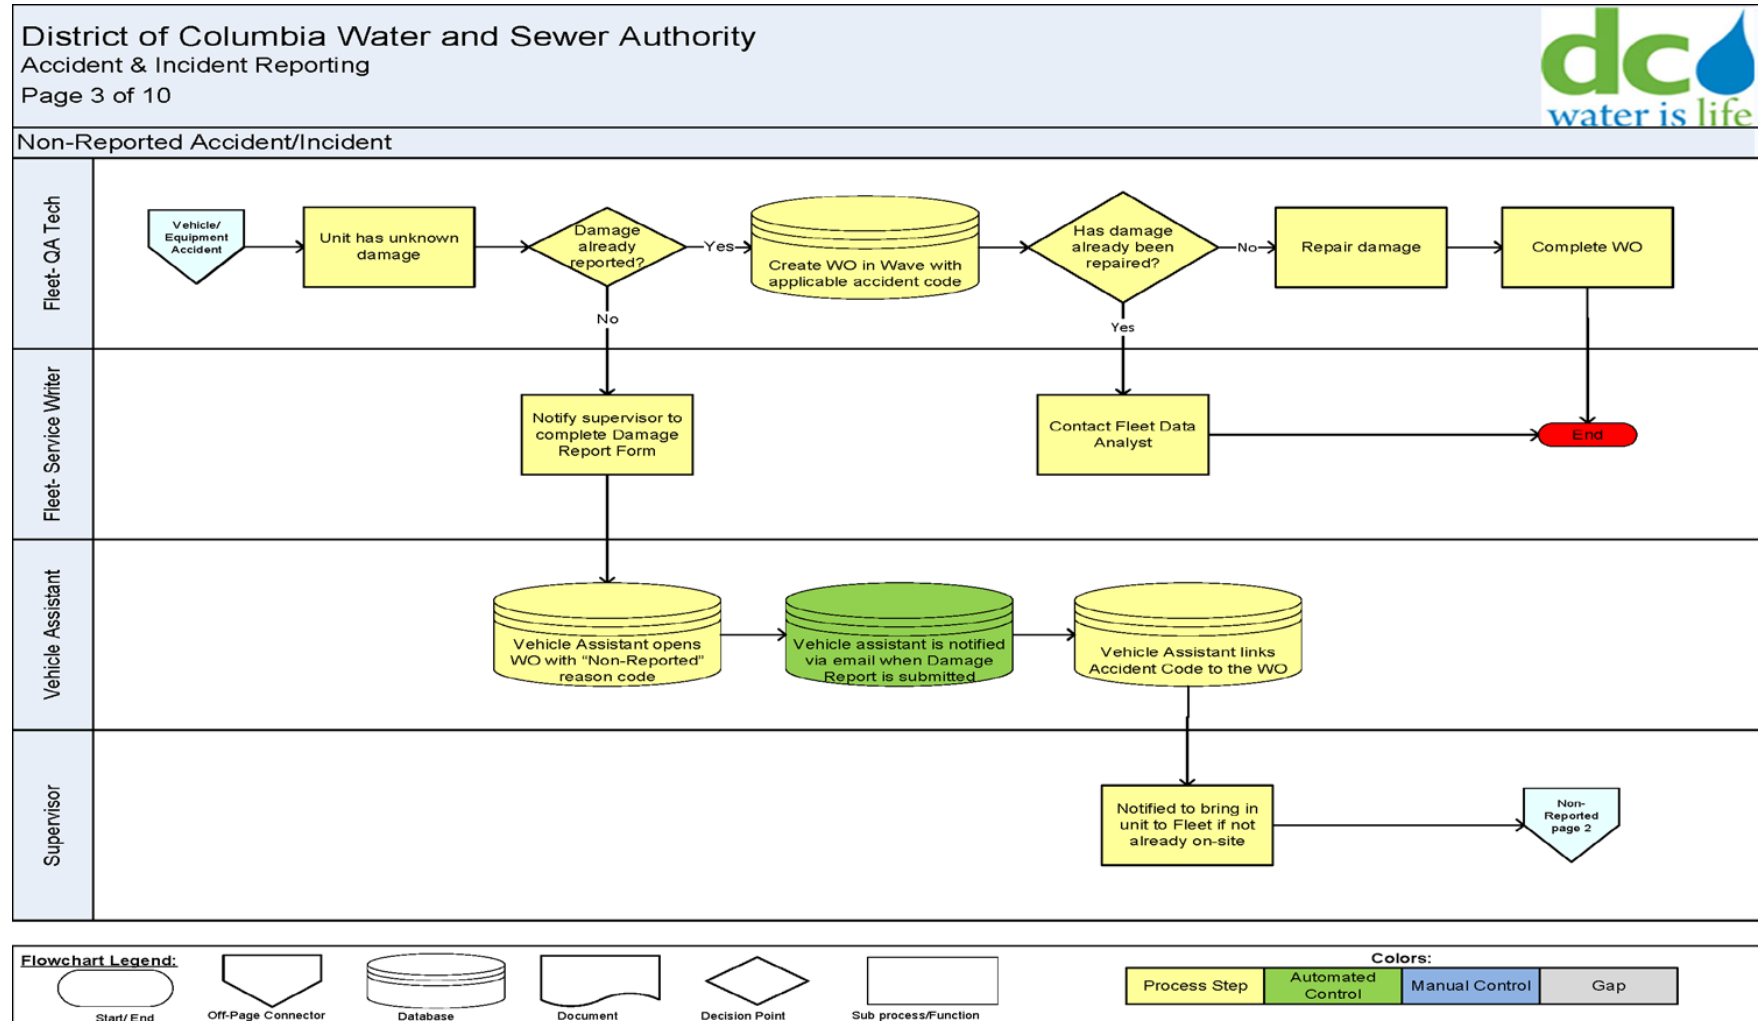 District of Columbia Water and Sewer Authority
Accident & Incident Reporting
Page 3 of 10
dc
water is life
Non-Reported Accident/Incident
Fleet- QA Tech
Vehicle/
Equipment
Accident
Unit has unknown
damage
Damage
already
reported?
Yes
Create WO in Wave with
applicable accident code
Has damage
already been
repaired?
No
Repair damage
Complete WO
No
Yes
Fleet- Service Writer
Notify supervisor to
complete Damage
Report Form
Contact Fleet Data
Analyst
End
Vehicle Assistant
Vehicle Assistant opens
WO with “Non-Reported”
reason code
Vehicle assistant is notified
via email when Damage
Report is submitted
Vehicle Assistant links
Accident Code to the WO
Supervisor
Notified to bring in
unit to Fleet if not
already on-site
Non-
Reported
page 2
Flowchart Legend:
Start/ End
Off-Page Connector
Database
Document
Decision Point
Sub process/Function
Colors:
Process Step
Automated
Control
Manual Control
Gap